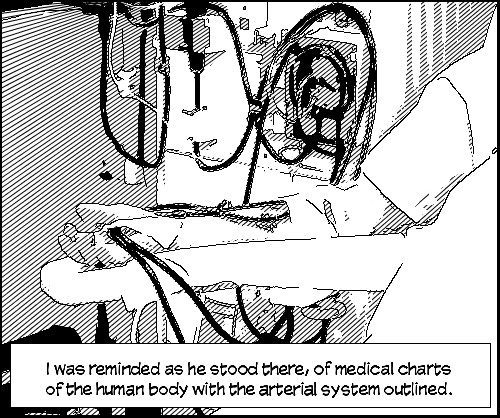 I was reminded as he stood there, of medical charts
of the human body with the arterial system outlined.